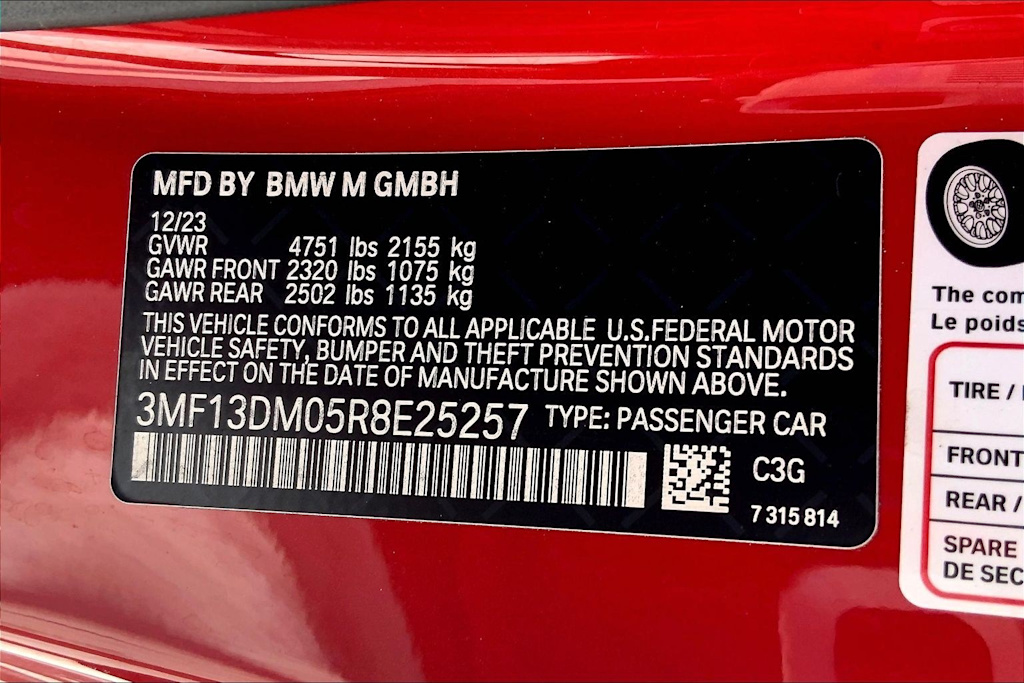 MFD BY BMW M GMBH
12/23
GVWR 4751 lbs 2155 kg
GAWR FRONT 2320 lbs 1075 kg
GAWR REAR 2502 lbs 1135 kg
THIS VEHICLE CONFORMS TO ALL APPLICABLE U.S.FEDERAL MOTOR
VEHICLE SAFETY, BUMPER AND THEFT PREVENTION STANDARDS
IN EFFECT ON THE DATE OF MANUFACTURE SHOWN ABOVE.
3MF13DM05R8E25257 TYPE: PASSENGER CAR
C3G
7 315 814
The com
Le poids
TIRE /
FRONT
REAR /
SPARE
DE SEC